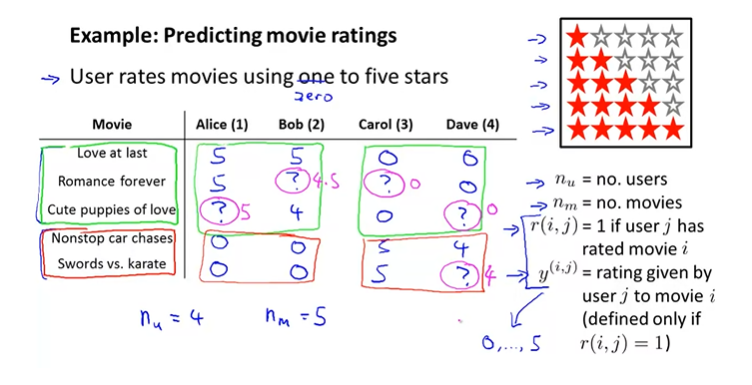 Example: Predicting movie ratings
→ User rates movies using one to five stars
zero
Movie Alice (1) Bob (2) Carol (3) Dave (4)
Love at last 5 5 0 0
Romance forever 5 ? 4.5 ? 0 0
Cute puppies of love ? 5 4 0 ? 0
Nonstop car chases 0 0 5 4
Swords vs. karate 0 0 5 ? 4
n_u = 4 n_m = 5
→ n_u = no. users
→ n_m = no. movies
→ r(i, j) = 1 if user j has
rated movie i
→ y^(i,j) = rating given by
user j to movie i
(defined only if
r(i, j) = 1)
0, ..., 5